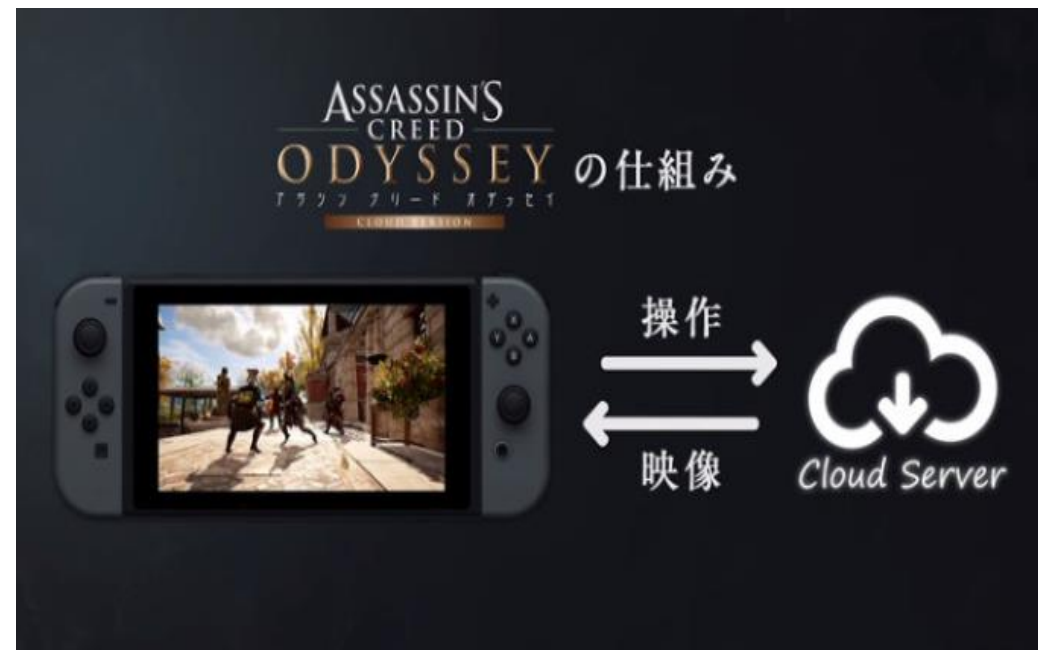 ASSASSIN'S
CREED
ODYSSEY の仕組み
アサシン クリード オデッセイ
CLOUD VERSION
操作
映像
Cloud Server
X
Y A
B